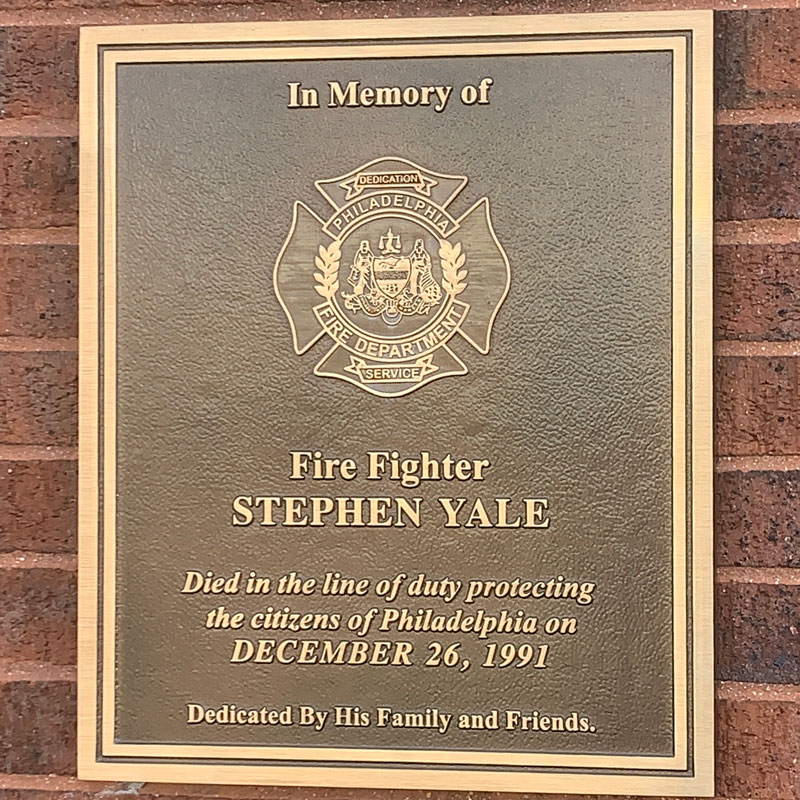 In Memory of
DEDICATION
PHILADELPHIA
FIRE DEPARTMENT
SERVICE
Fire Fighter
STEPHEN YALE
Died in the line of duty protecting
the citizens of Philadelphia on
DECEMBER 26, 1991
Dedicated By His Family and Friends.